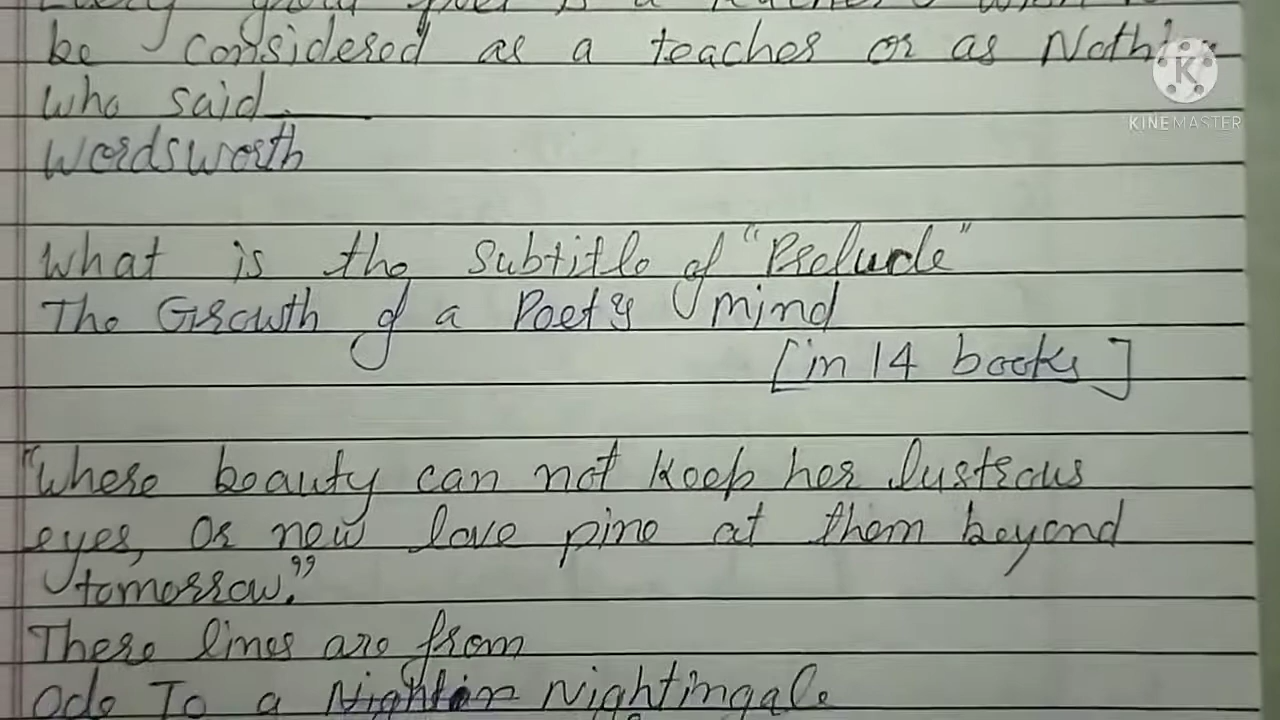 be considered as a teacher or as Nothing
who said
Wordsworth
What is the Subtitle of "Prelude"
The Growth of a Poet's mind
[in 14 books]
"Where beauty can not keep her lustrous
eyes, Or new love pine at them beyond
tomorrow."
There lines are from
Ode To a Nightingale
KINEMASTER